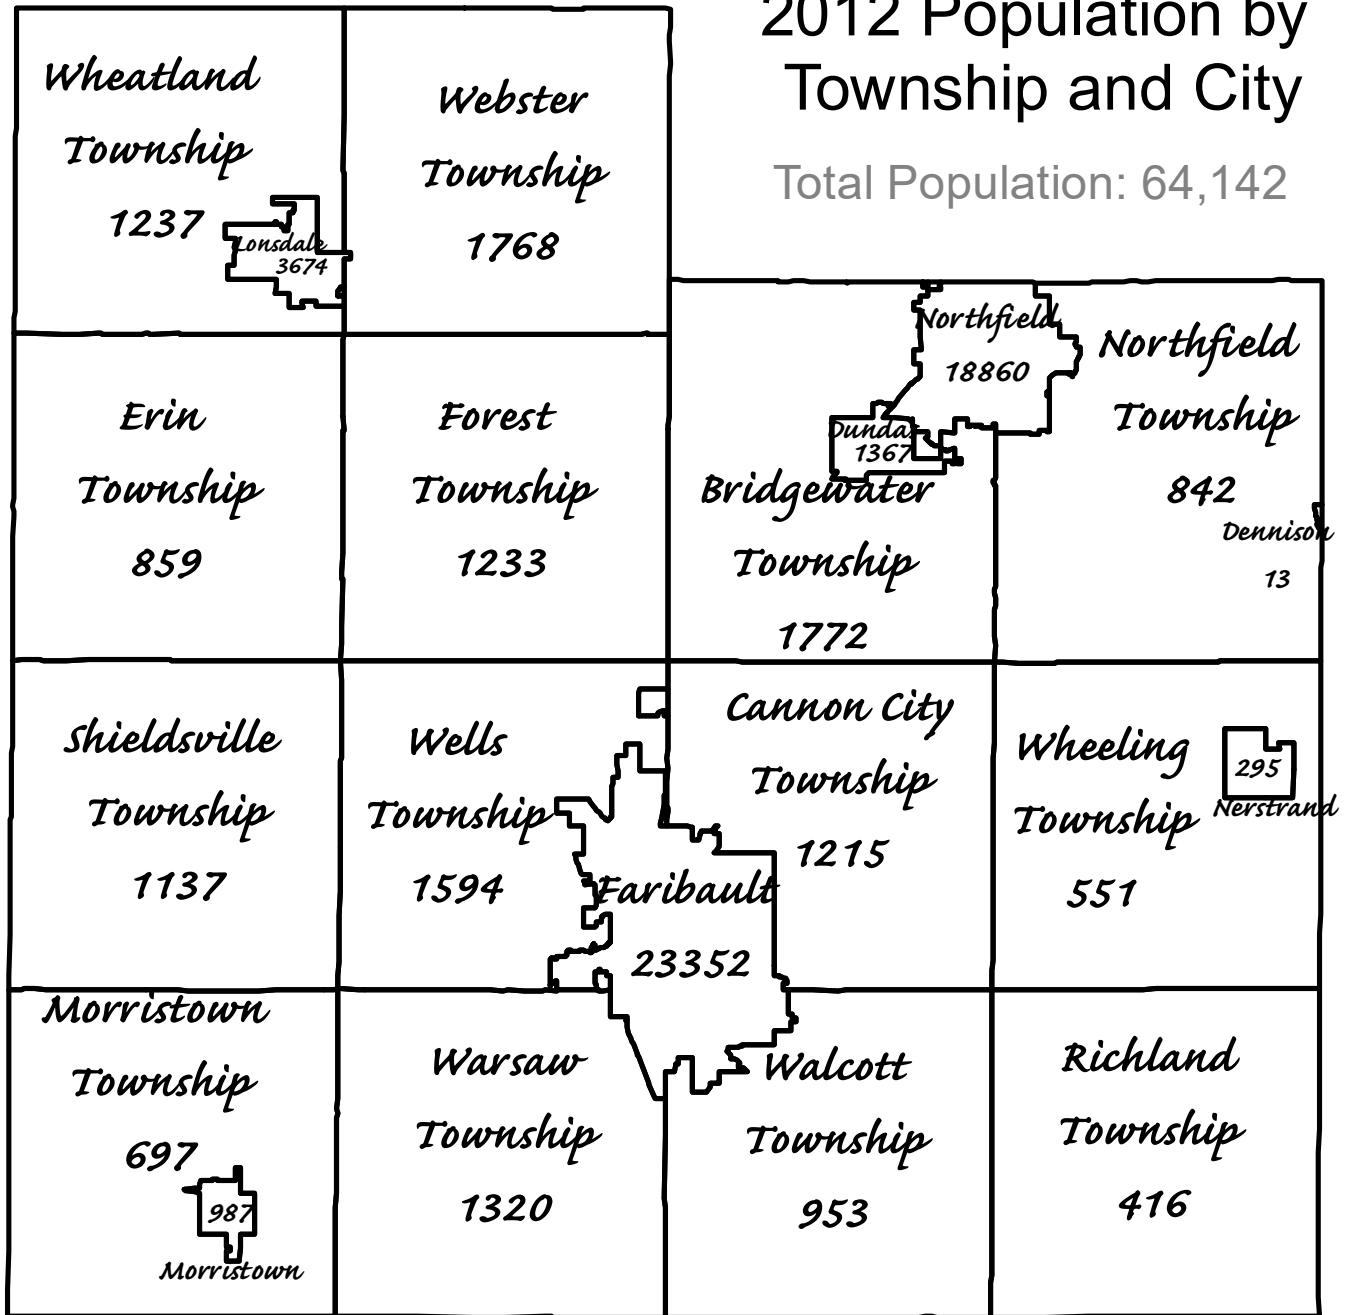 2012 Population by
Township and City
Total Population: 64,142
Wheatland
Township
1237
Lonsdale
3674
Webster
Township
1768
Erin
Township
859
Forest
Township
1233
Northfield
18860
Dundas
1367
Bridgewater
Township
1772
Northfield
Township
842
Dennison
13
Shieldsville
Township
1137
Wells
Township
1594
Faribault
23352
Cannon City
Township
1215
Wheeling
Township
551
295
Nerstrand
Morristown
Township
697
987
Morristown
Warsaw
Township
1320
Walcott
Township
953
Richland
Township
416